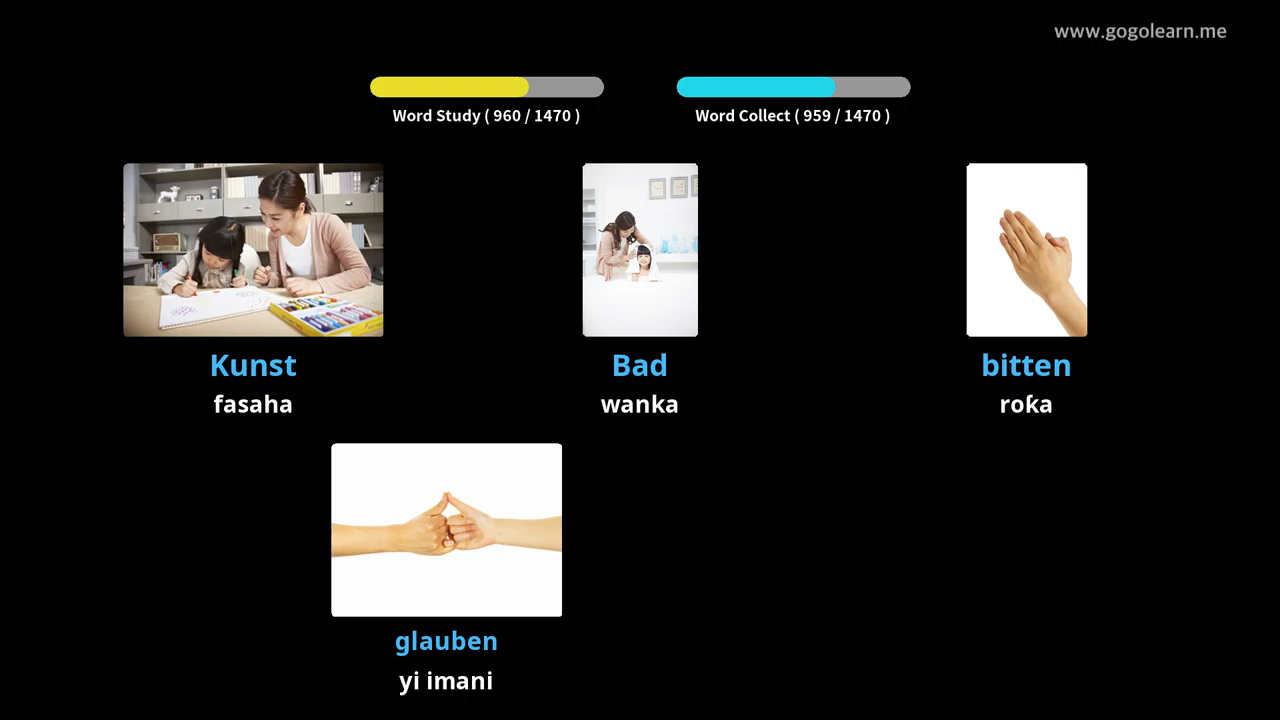 www.gogolearn.me
Word Study ( 960 / 1470 )
Word Collect ( 959 / 1470 )
Kunst
fasaha
Bad
wanka
bitten
roƙa
glauben
yi imani